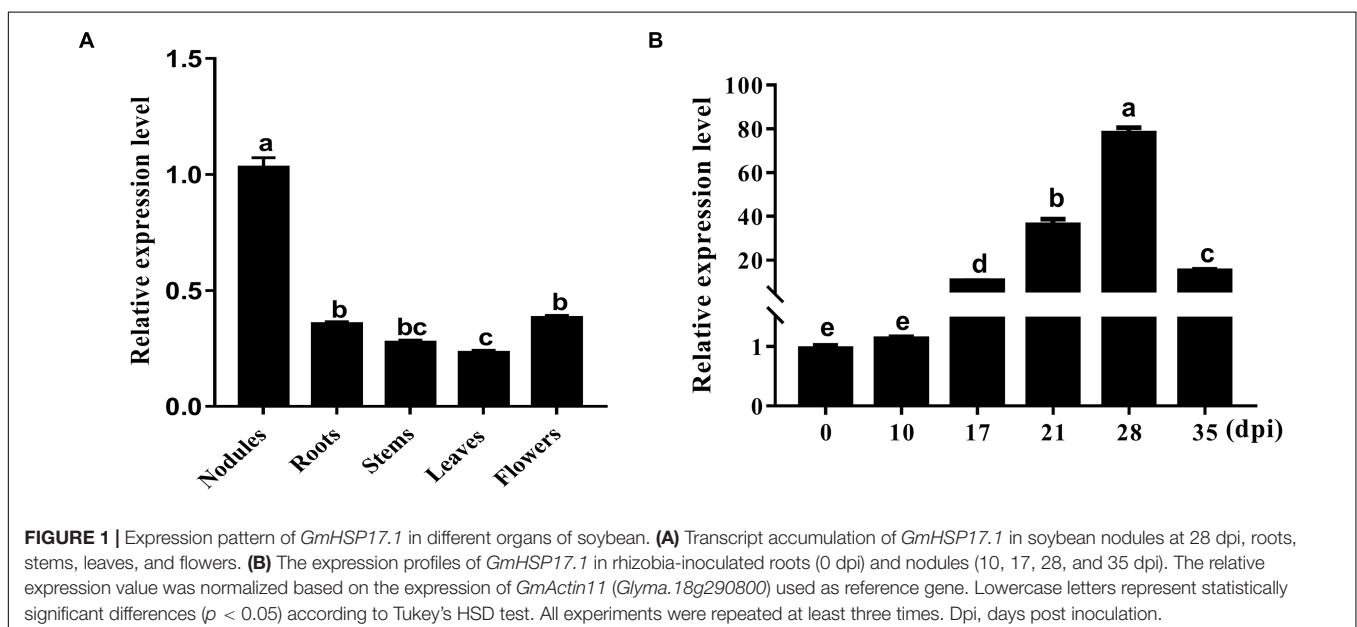 A
Relative expression level
1.5
1.0
0.5
0.0
a
b
bc
c
b
Nodules
Roots
Stems
Leaves
Flowers
B
Relative expression level
100
80
60
40
20
1
0
e
e
d
b
a
c
0 10 17 21 28 35 (dpi)
FIGURE 1 | Expression pattern of GmHSP17.1 in different organs of soybean. (A) Transcript accumulation of GmHSP17.1 in soybean nodules at 28 dpi, roots,
stems, leaves, and flowers. (B) The expression profiles of GmHSP17.1 in rhizobia-inoculated roots (0 dpi) and nodules (10, 17, 28, and 35 dpi). The relative
expression value was normalized based on the expression of GmActin11 (Glyma.18g290800) used as reference gene. Lowercase letters represent statistically
significant differences (p < 0.05) according to Tukey's HSD test. All experiments were repeated at least three times. Dpi, days post inoculation.